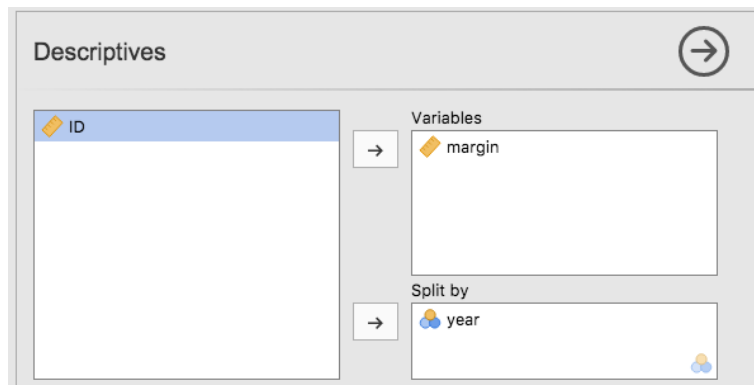 Descriptives
ID
Variables
margin
Split by
year